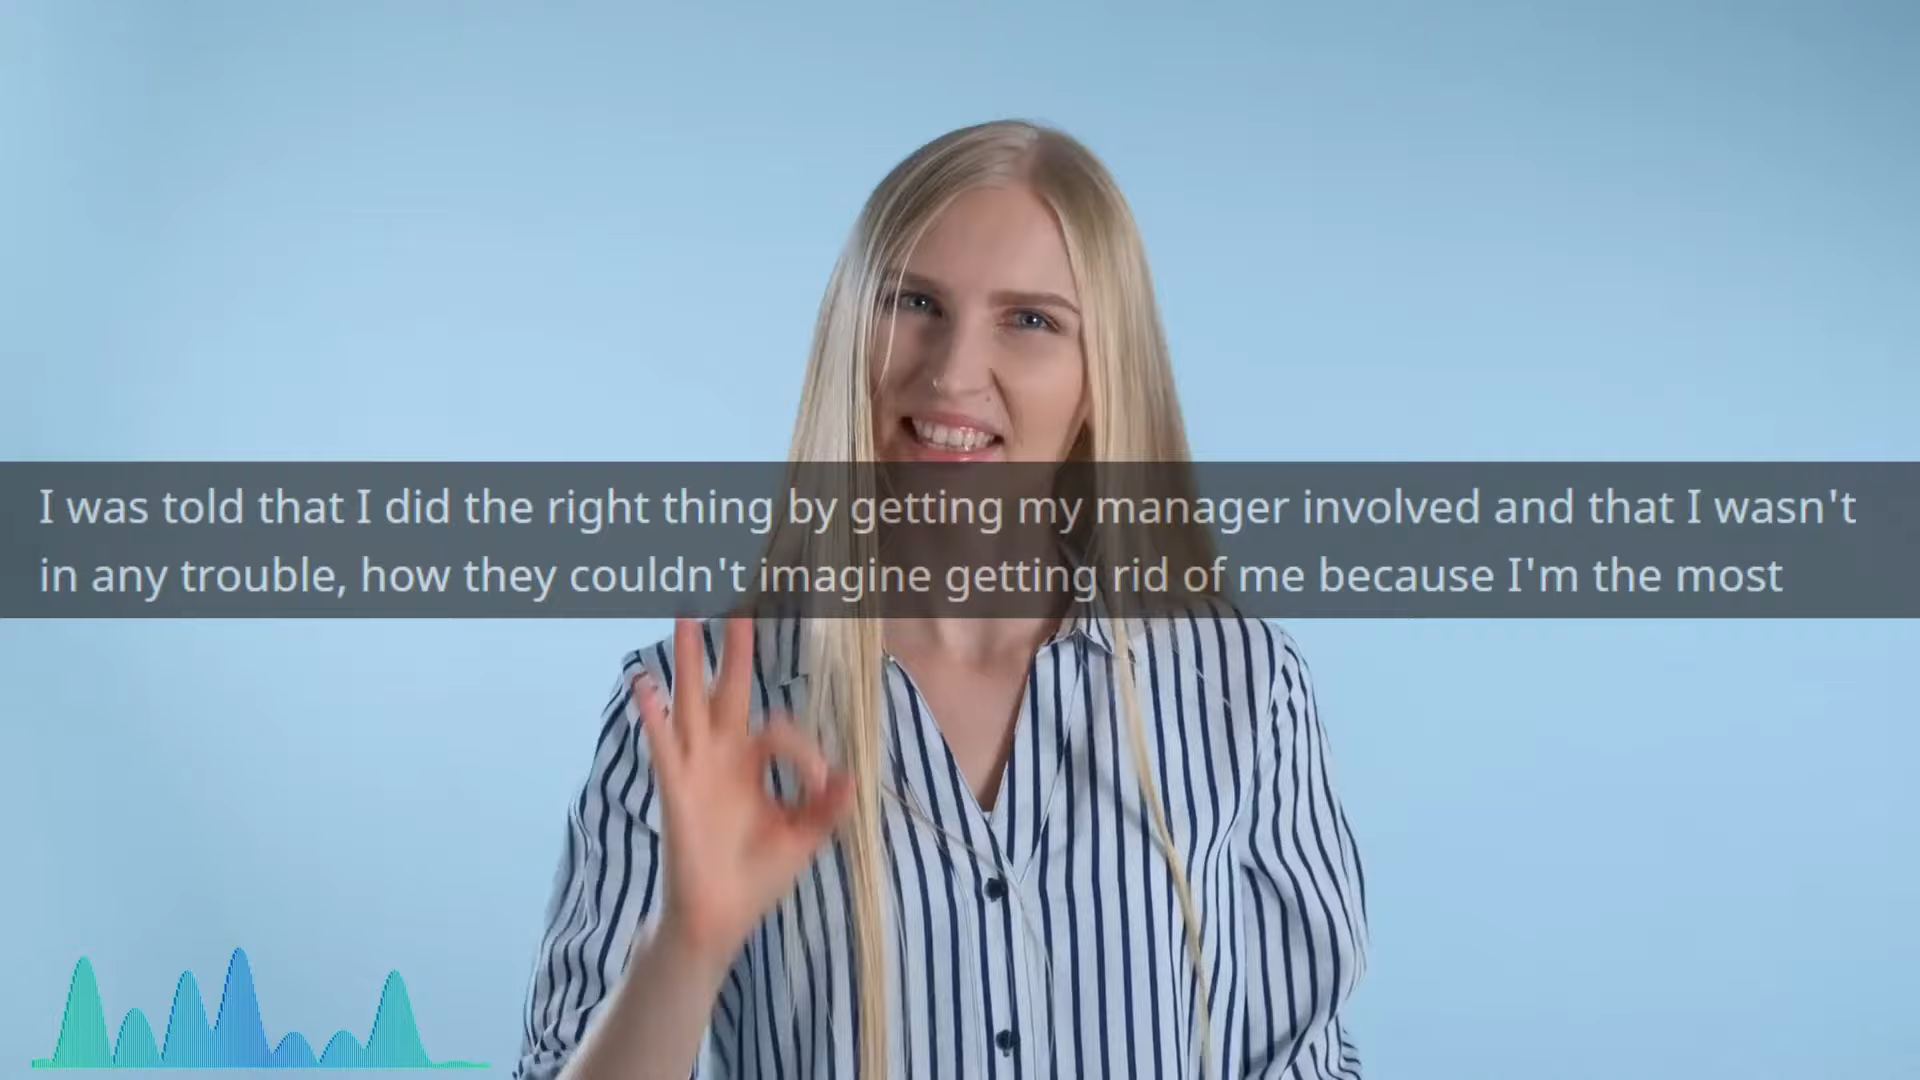 I was told that I did the right thing by getting my manager involved and that I wasn't
in any trouble, how they couldn't imagine getting rid of me because I'm the most